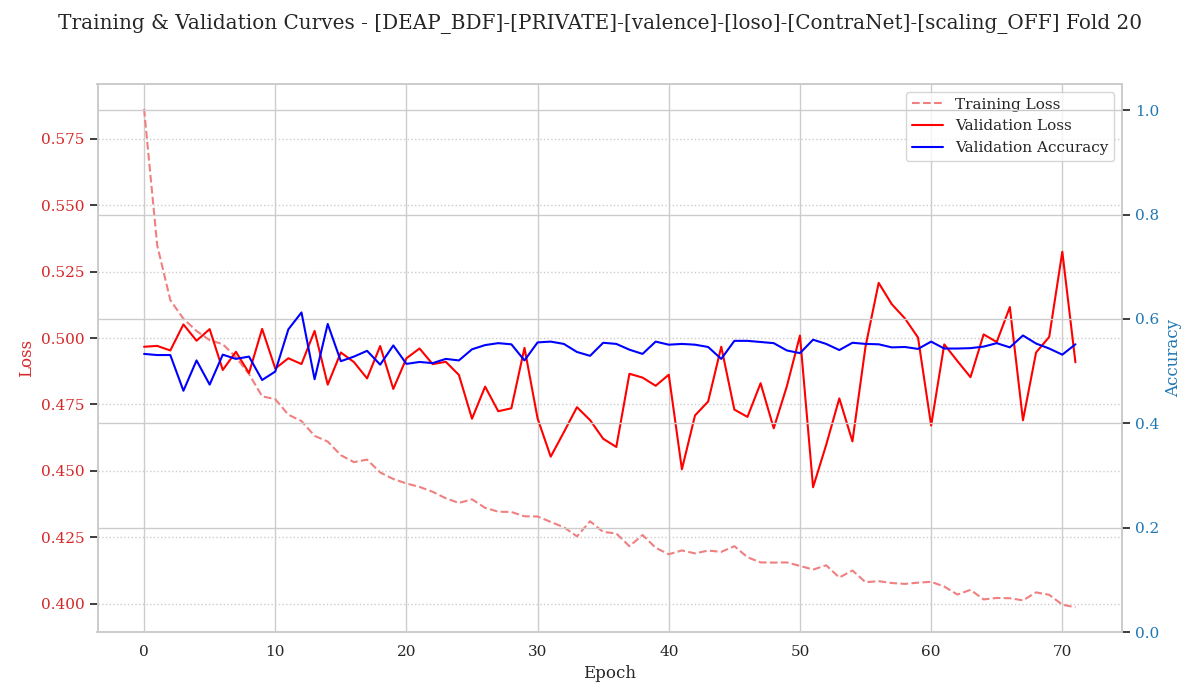 Training & Validation Curves - [DEAP_BDF]-[PRIVATE]-[valence]-[loso]-[ContraNet]-[scaling_OFF] Fold 20
Training Loss
Validation Loss
Validation Accuracy
Loss
0.575
0.550
0.525
0.500
0.475
0.450
0.425
0.400
1.0
0.8
0.6
0.4
0.2
0.0
Accuracy
0 10 20 30 40 50 60 70
Epoch